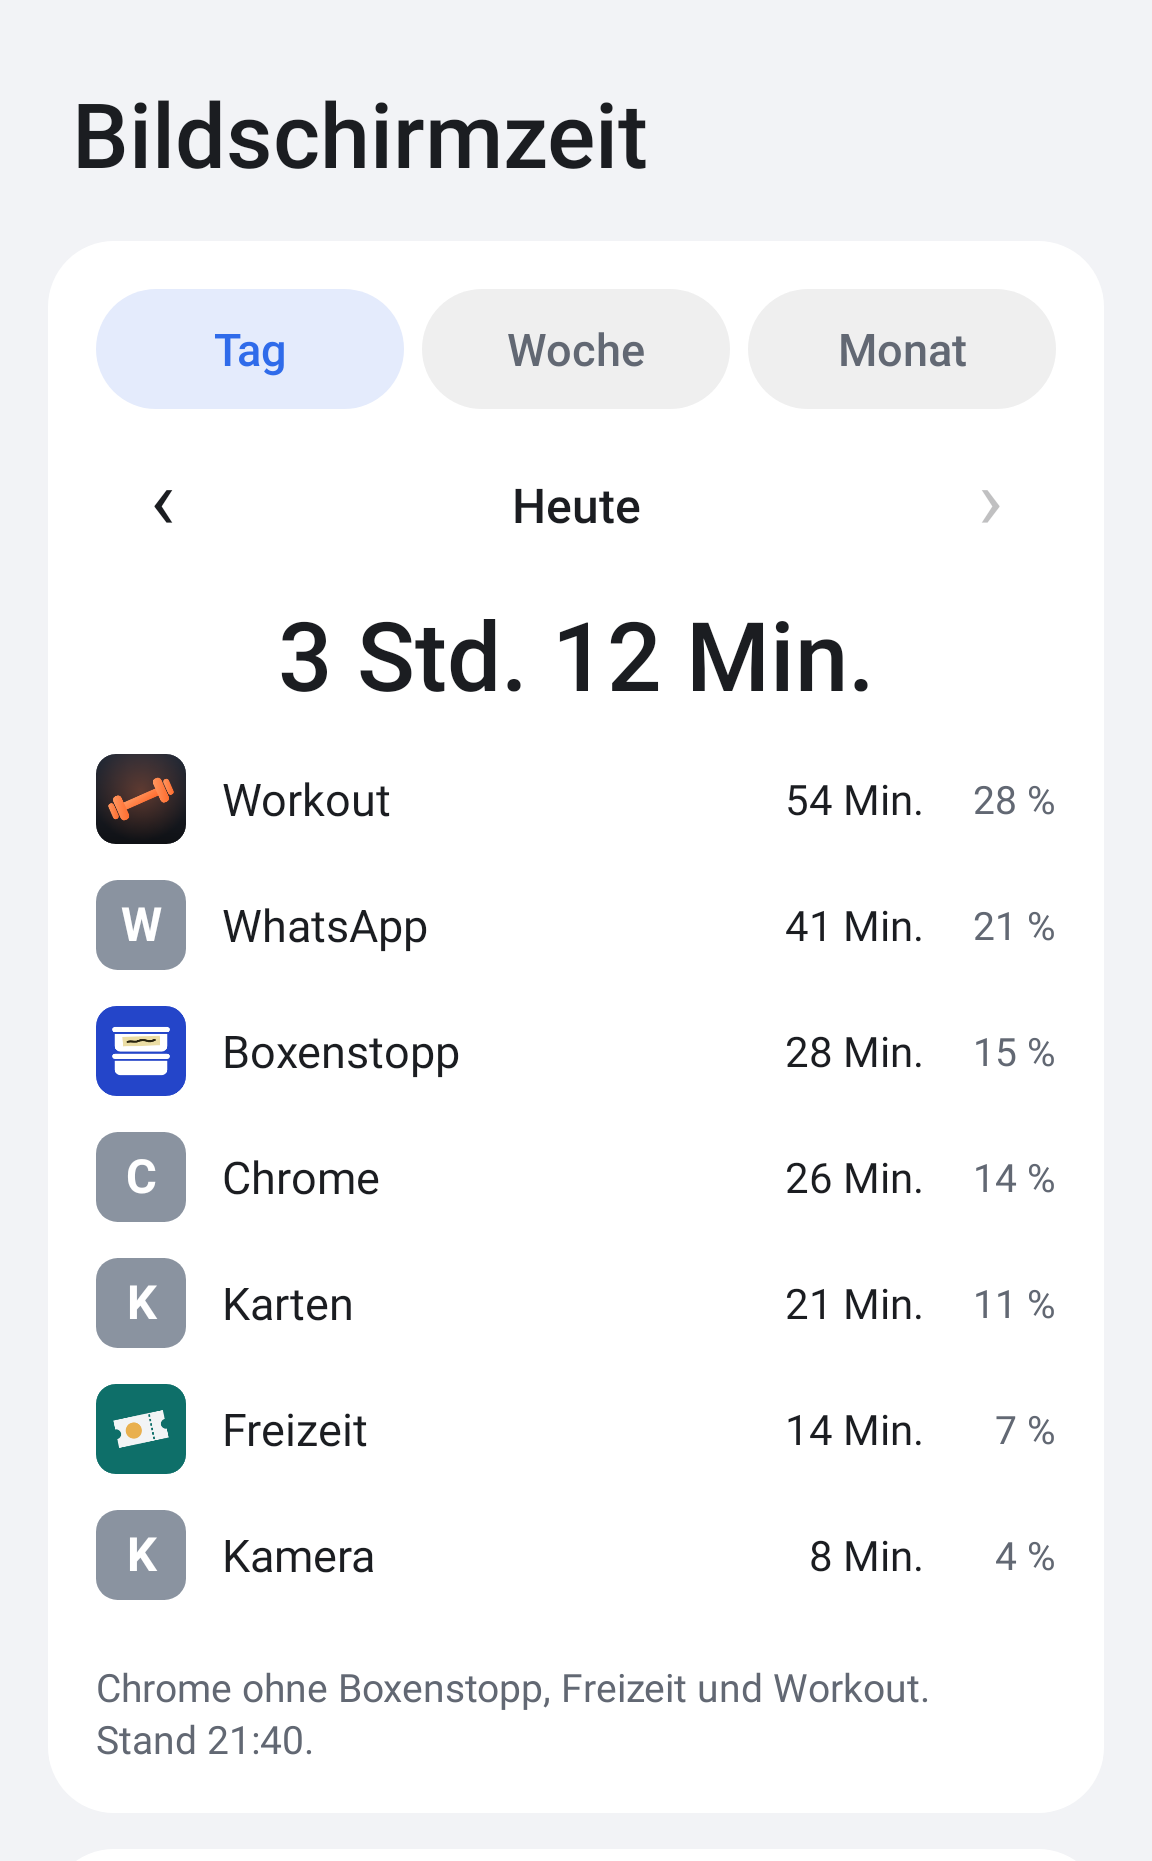 Bildschirmzeit
Tag Woche Monat
‹ Heute ›
3 Std. 12 Min.
Workout 54 Min. 28 %
W WhatsApp 41 Min. 21 %
Boxenstopp 28 Min. 15 %
C Chrome 26 Min. 14 %
K Karten 21 Min. 11 %
Freizeit 14 Min. 7 %
K Kamera 8 Min. 4 %
Chrome ohne Boxenstopp, Freizeit und Workout.
Stand 21:40.